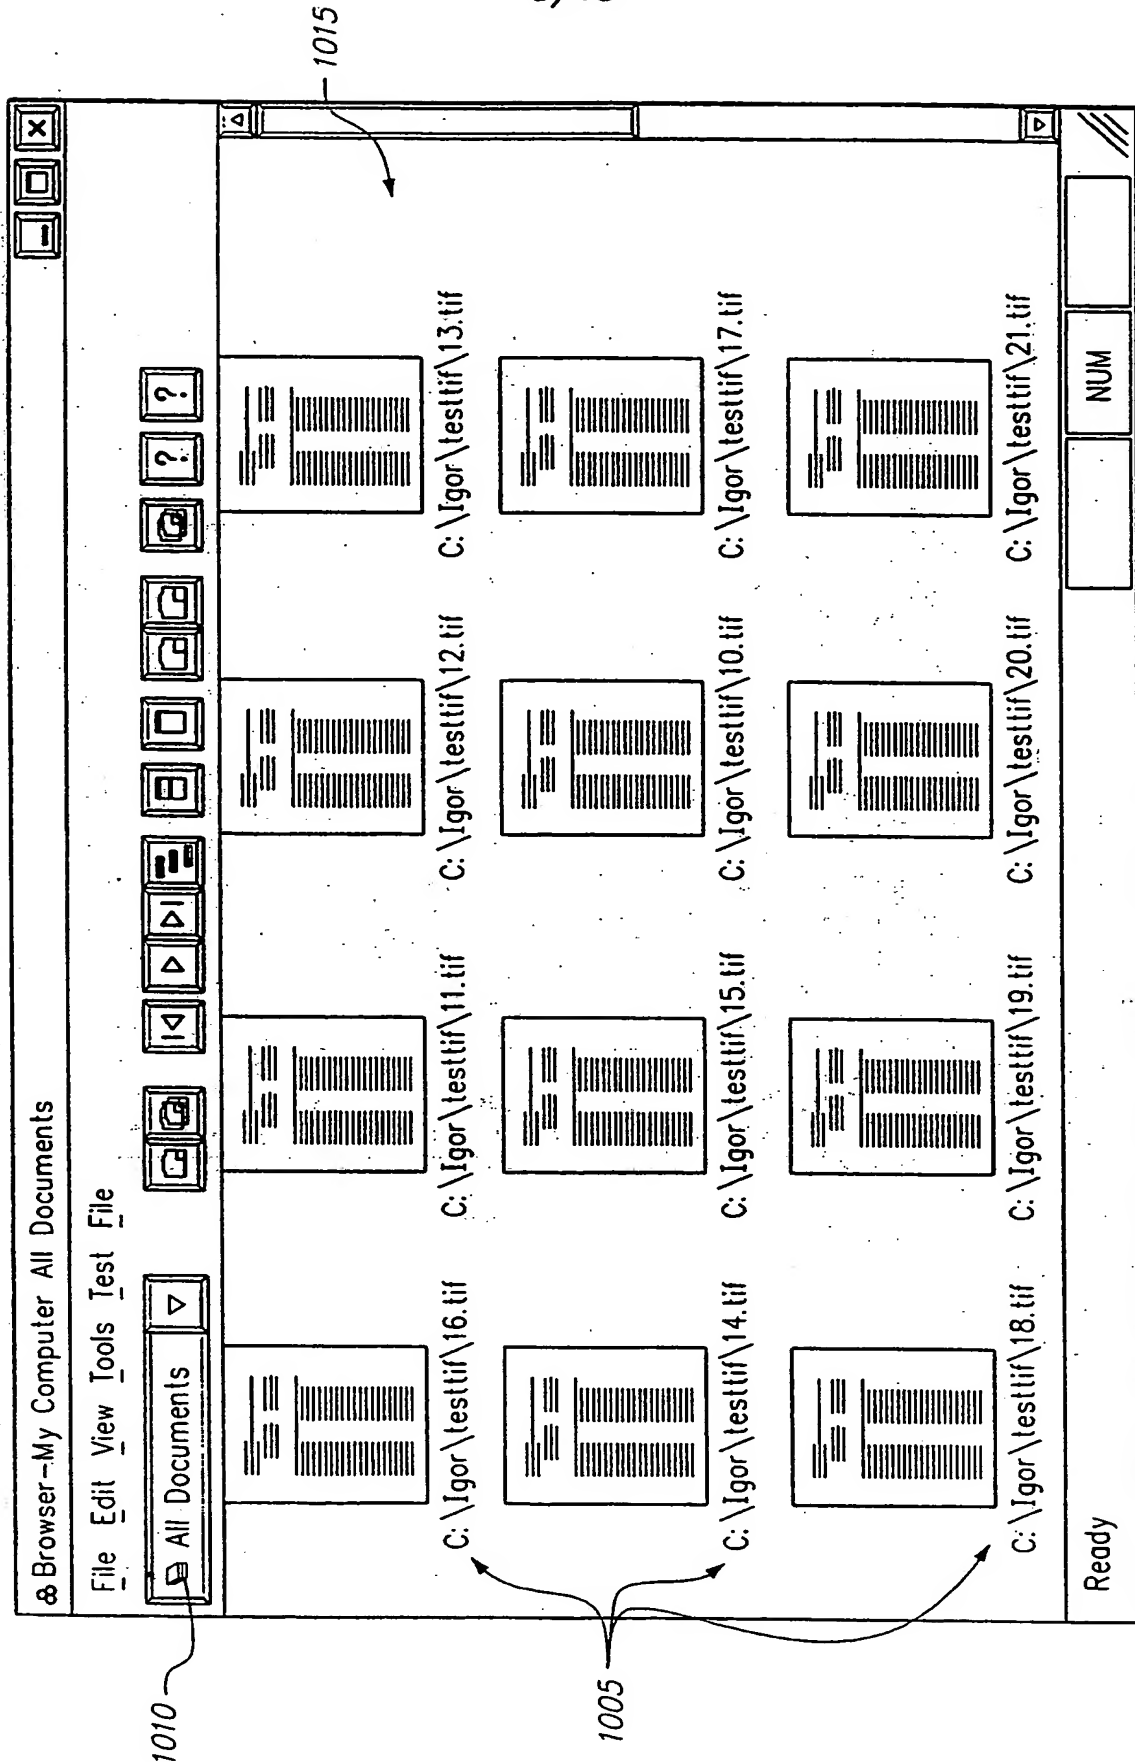 1015
& Browser-My Computer All Documents
File Edit View Tools Test File
All Documents
? ?
1010
C: \Igor\testtif\16.tif C: \Igor\testtif\11.tif C: \Igor\testtif\12.tif C: \Igor\testtif\13.tif
C: \Igor\testtif\14.tif C: \Igor\testtif\15.tif C: \Igor\testtif\10.tif C: \Igor\testtif\17.tif
1005
C: \Igor\testtif\18.tif C: \Igor\testtif\19.tif C: \Igor\testtif\20.tif C: \Igor\testtif\21.tif
Ready NUM